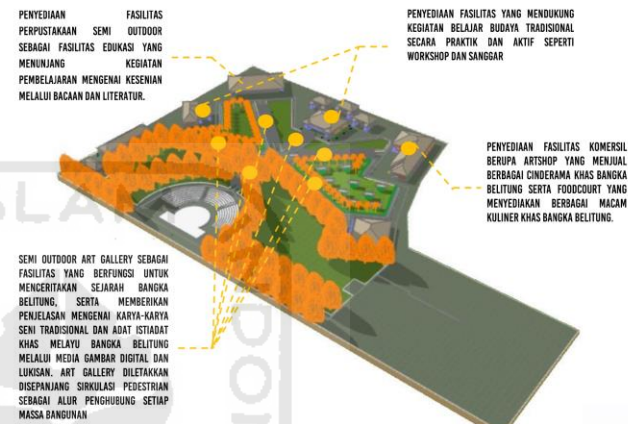 PENYEDIAAN FASILITAS
PERPUSTAKAAN SEMI OUTDOOR
SEBAGAI FASILITAS EDUKASI YANG
MENUNJANG KEGIATAN
PEMBELAJARAN MENGENAI KESENIAN
MELALUI BACAAN DAN LITERATUR.
PENYEDIAAN FASILITAS YANG MENDUKUNG
KEGIATAN BELAJAR BUDAYA TRADISIONAL
SECARA PRAKTIK DAN AKTIF SEPERTI
WORKSHOP DAN SANGGAR
PENYEDIAAN FASILITAS KOMERSIL
BERUPA ARTSHOP YANG MENJUAL
BERBAGAI CINDERAMA KHAS BANGKA
BELITUNG SERTA FOODCOURT YANG
MENYEDIAKAN BERBAGAI MACAM
KULINER KHAS BANGKA BELITUNG.
SEMI OUTDOOR ART GALLERY SEBAGAI
FASILITAS YANG BERFUNGSI UNTUK
MENCERITAKAN SEJARAH BANGKA
BELITUNG, SERTA MEMBERIKAN
PENJELASAN MENGENAI KARYA-KARYA
SENI TRADISIONAL DAN ADAT ISTIADAT
KHAS MELAYU BANGKA BELITUNG
MELALUI MEDIA GAMBAR DIGITAL DAN
LUKISAN. ART GALLERY DILETAKKAN
DISEPANJANG SIRKULASI PEDESTRIAN
SEBAGAI ALUR PENGHUBUNG SETIAP
MASSA BANGUNAN